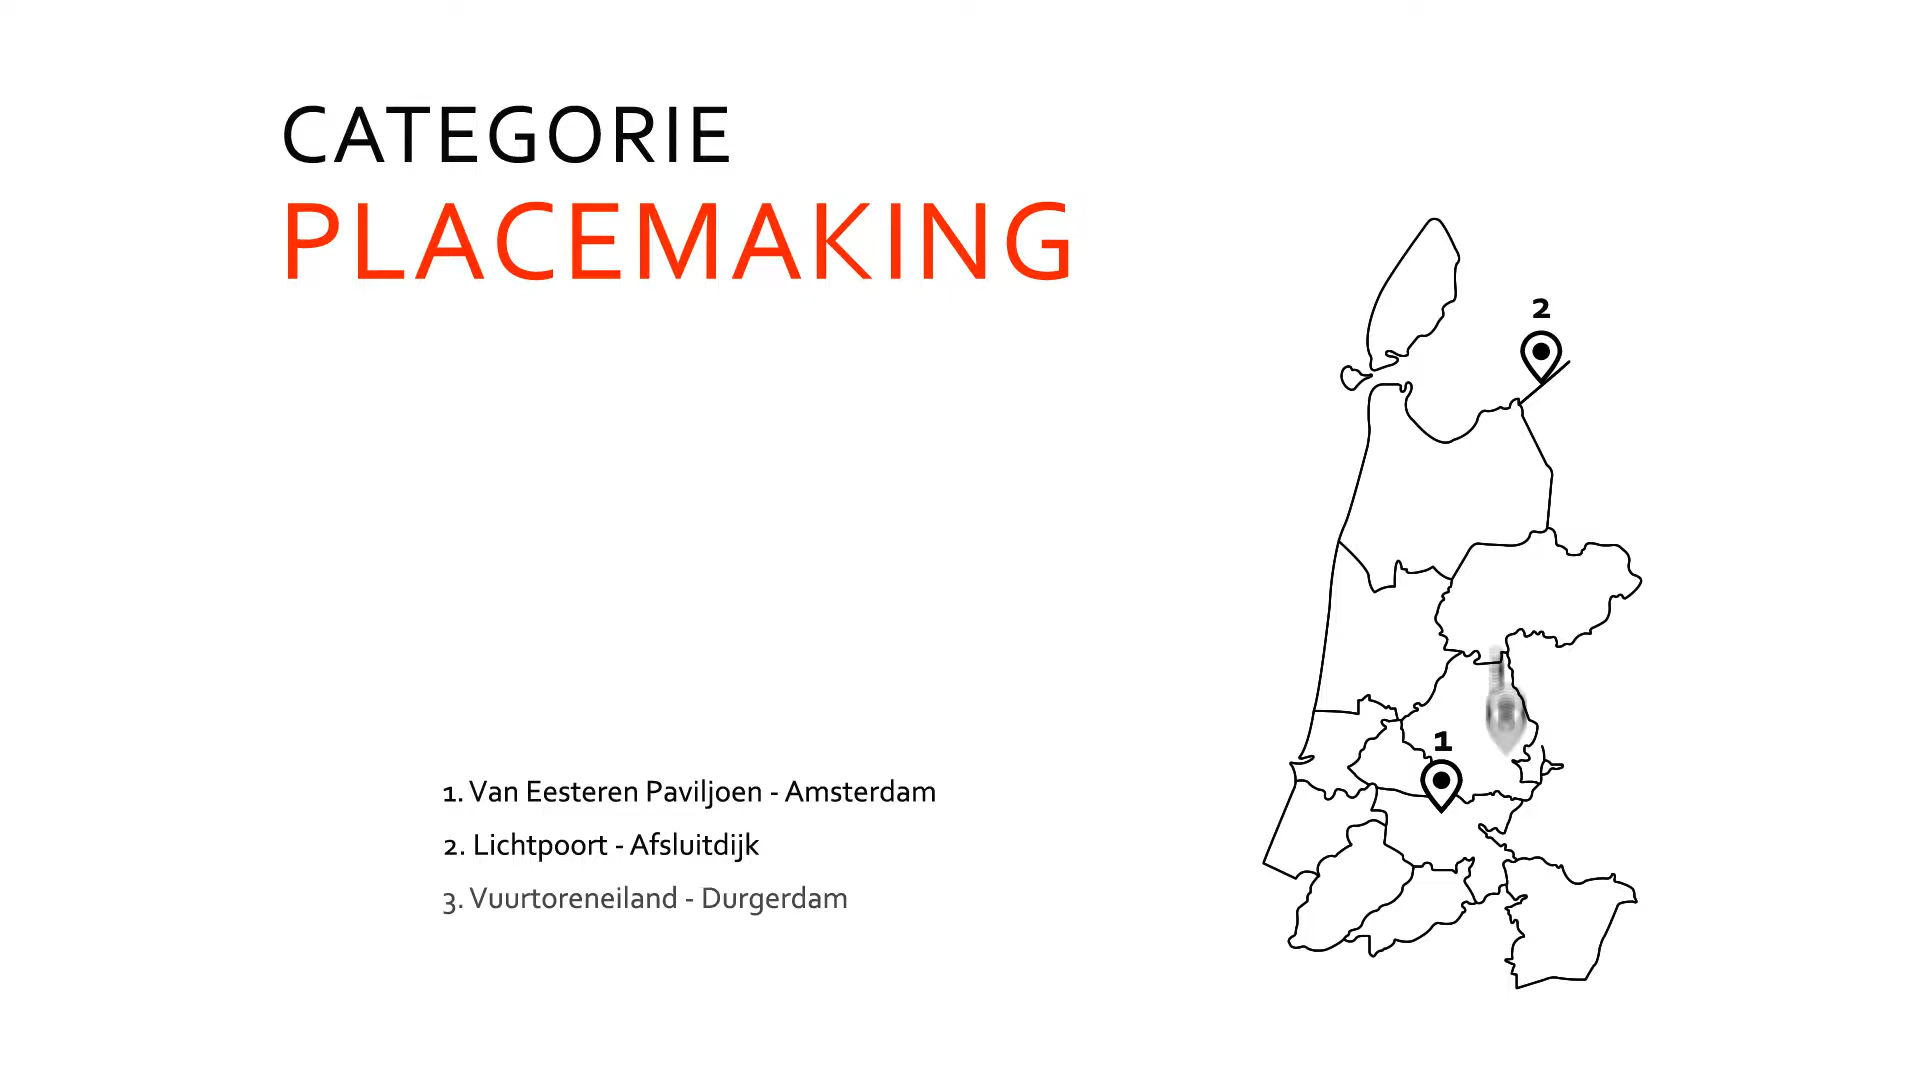 CATEGORIE
PLACEMAKING
2
1
1. Van Eesteren Paviljoen - Amsterdam
2. Lichtpoort - Afsluitdijk
3. Vuurtoreneiland - Durgerdam